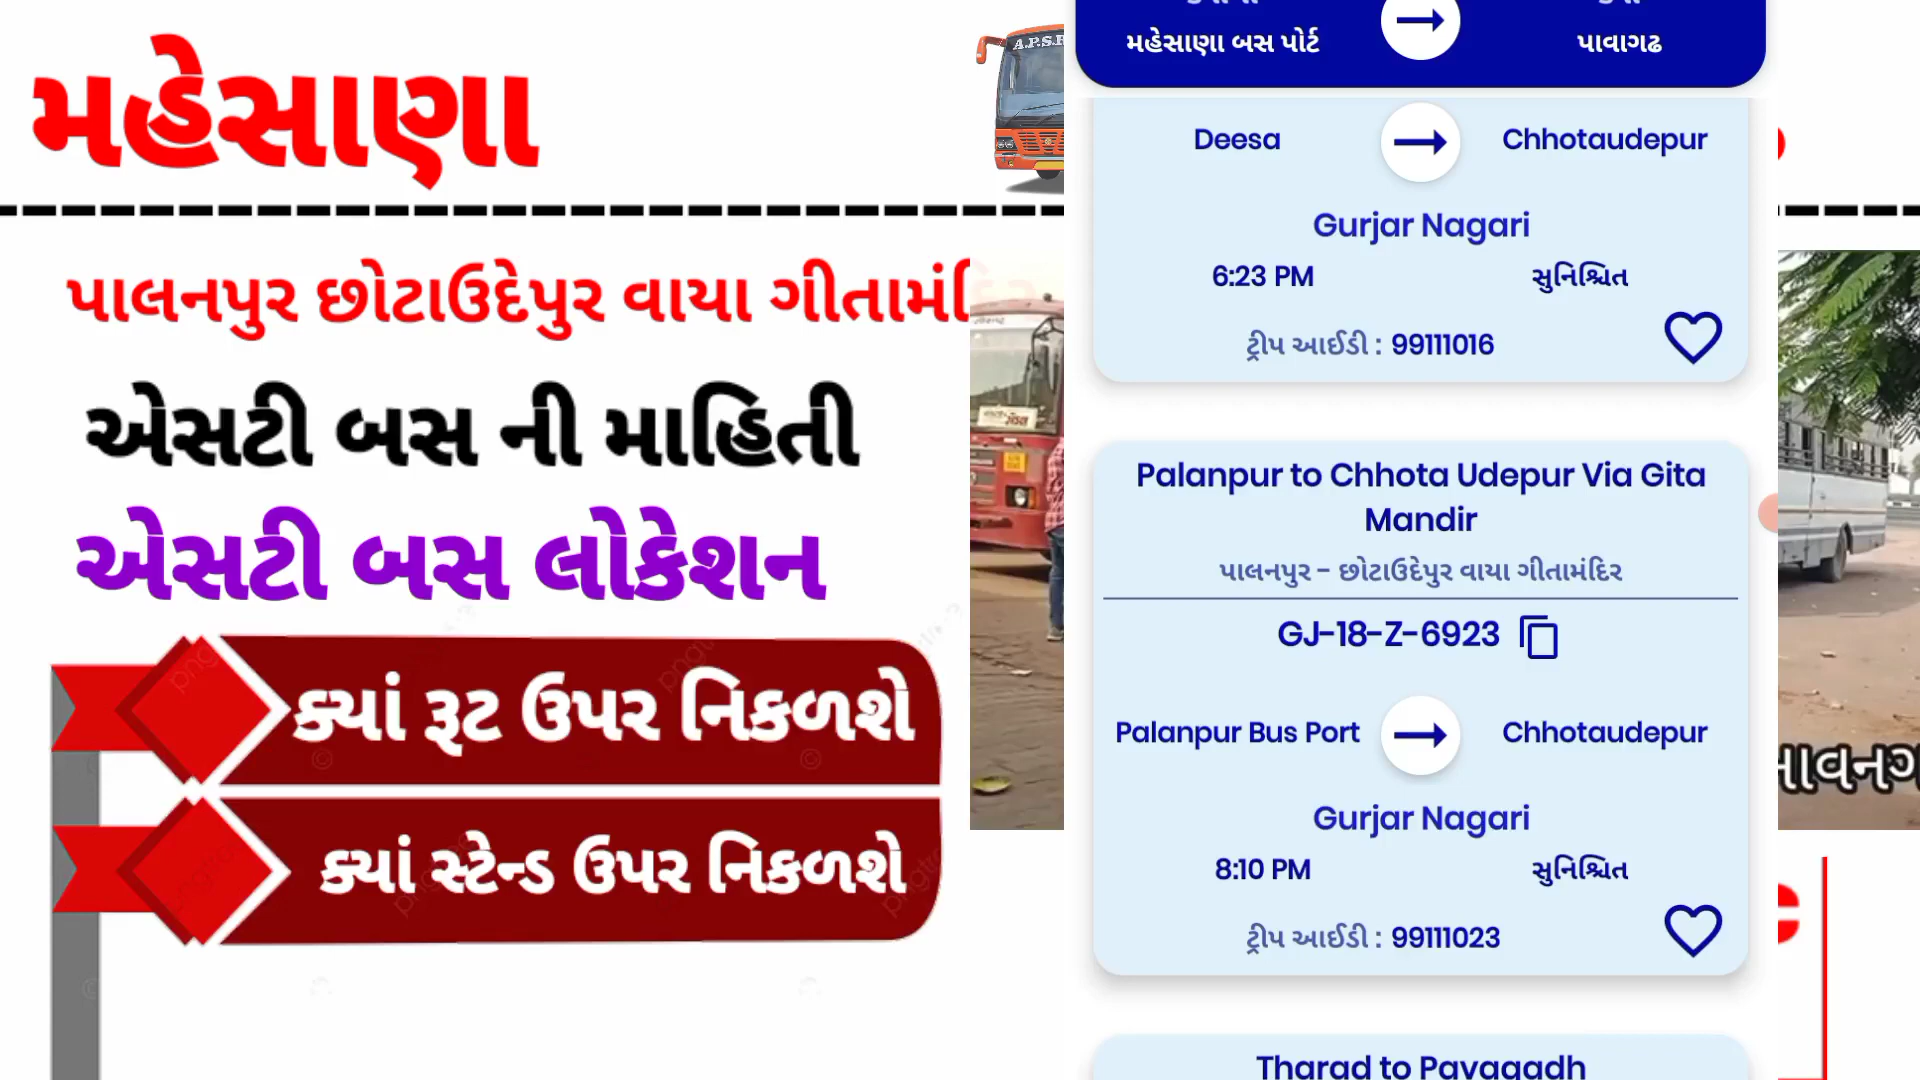 મહેસાણા
પાલનપુર છોટાઉદેપુર વાયા ગીતામંદિર
એસટી બસ ની માહિતી
એસટી બસ લોકેશન
ક્યાં રૂટ ઉપર નિકળશે
ક્યાં સ્ટેન્ડ ઉપર નિકળશે
A.P.S.R
મહેસાણા બસ પોર્ટ
પાવાગઢ
Deesa
Chhotaudepur
Gurjar Nagari
6:23 PM
સુનિશ્ચિત
ટ્રીપ આઈડી : 99111016
Palanpur to Chhota Udepur Via Gita
Mandir
પાલનપુર – છોટાઉદેપુર વાયા ગીતામંદિર
GJ-18-Z-6923
Palanpur Bus Port
Chhotaudepur
Gurjar Nagari
8:10 PM
સુનિશ્ચિત
ટ્રીપ આઈડી : 99111023
Tharad to Pavagadh